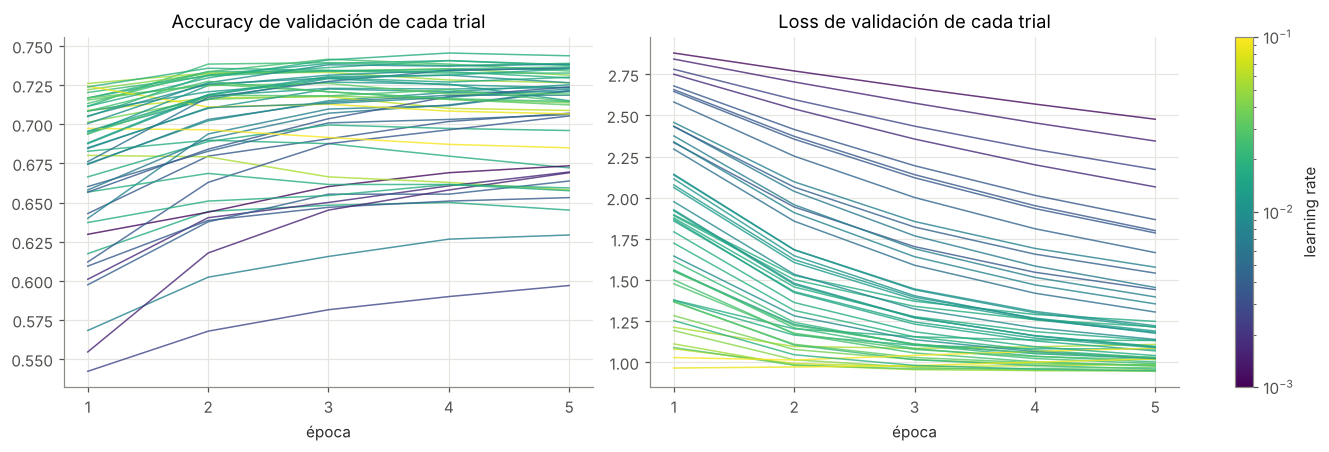 Accuracy de validación de cada trial
0.750
0.725
0.700
0.675
0.650
0.625
0.600
0.575
0.550
1 2 3 4 5
época
Loss de validación de cada trial
2.75
2.50
2.25
2.00
1.75
1.50
1.25
1.00
1 2 3 4 5
época
10⁻¹
10⁻²
10⁻³
learning rate